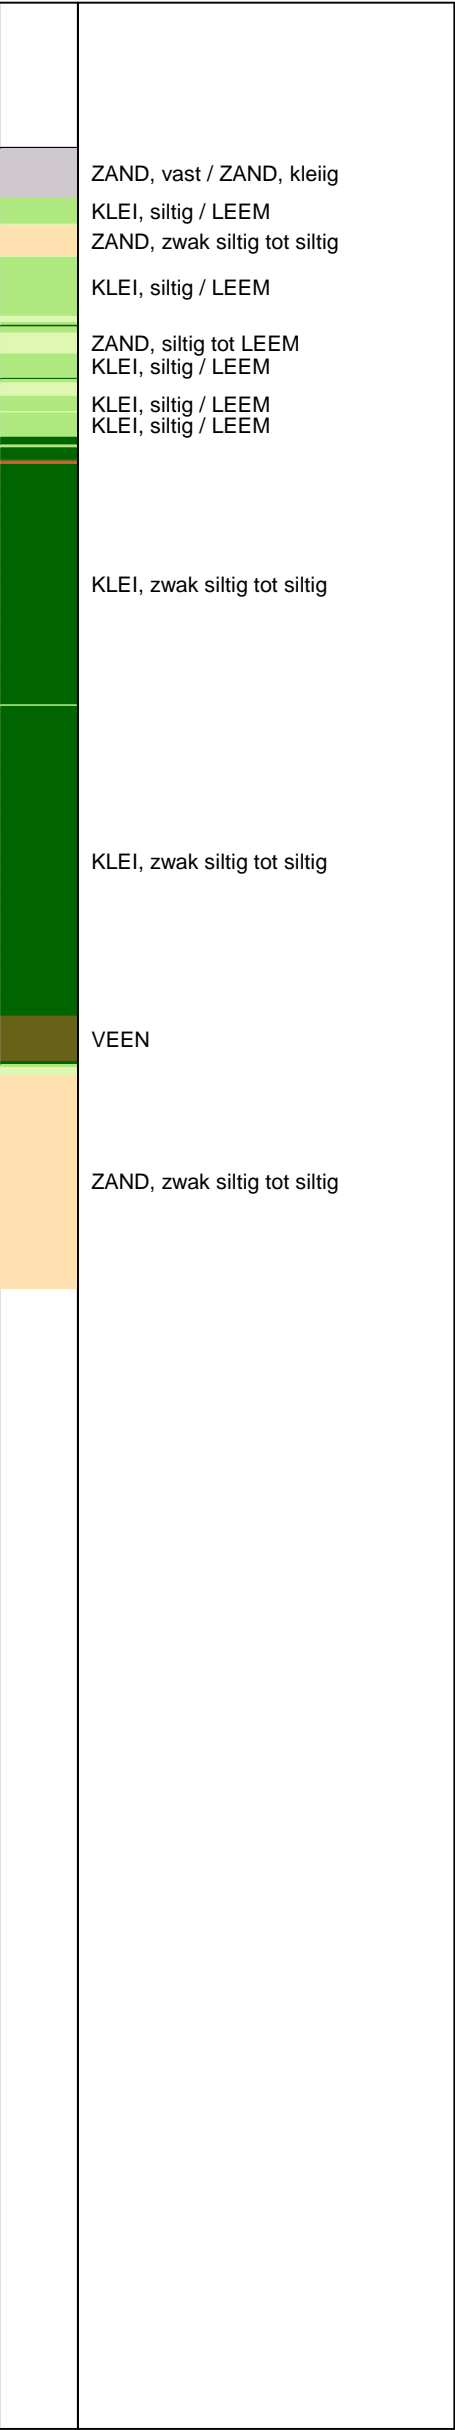 ZAND, vast / ZAND, kleiig
KLEI, siltig / LEEM
ZAND, zwak siltig tot siltig
KLEI, siltig / LEEM
ZAND, siltig tot LEEM
KLEI, siltig / LEEM
KLEI, siltig / LEEM
KLEI, siltig / LEEM
KLEI, zwak siltig tot siltig
KLEI, zwak siltig tot siltig
VEEN
ZAND, zwak siltig tot siltig